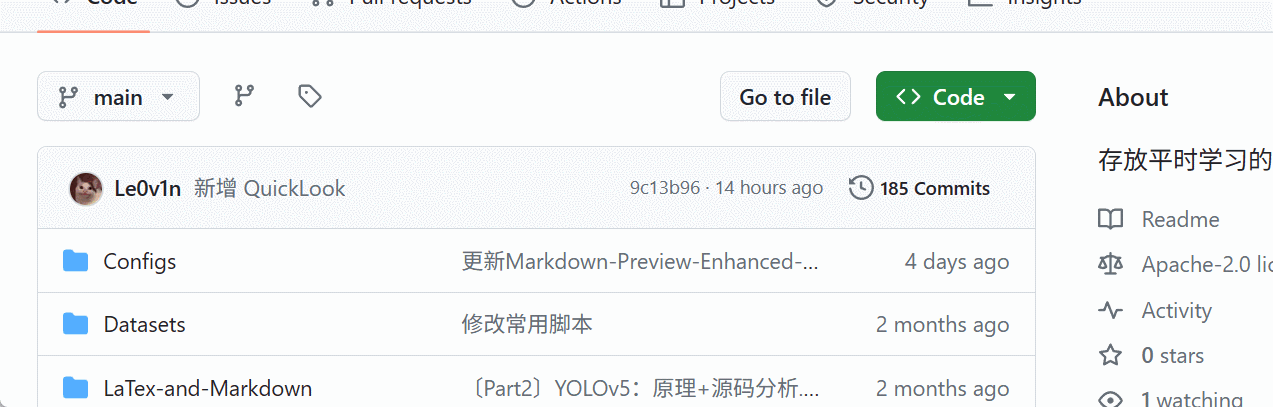 Code Issues Pull requests Actions Projects Security Insights
main Go to file Code
Le0v1n 新增 QuickLook 9c13b96 · 14 hours ago 185 Commits
Configs 更新Markdown-Preview-Enhanced-... 4 days ago
Datasets 修改常用脚本 2 months ago
LaTex-and-Markdown 〔Part2〕YOLOv5：原理+源码分析.... 2 months ago
About
存放平时学习的
Readme
Apache-2.0 lic
Activity
0 stars
1 watching